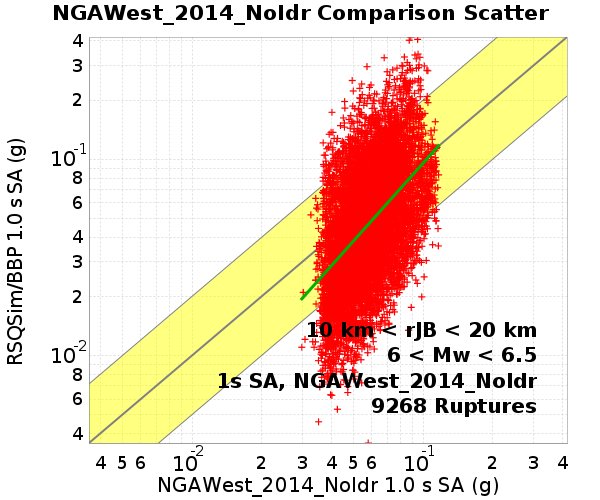 NGAWest_2014_NoIdr Comparison Scatter
4
3
2
10-1
8
6
4
3
2
10-2
8
6
4
RSQSim/BBP 1.0 s SA (g)
10 km < rJB < 20 km
6 < Mw < 6.5
1s SA, NGAWest_2014_NoIdr
9268 Ruptures
4 5 6 10-2 2 3 4 5 6 10-1 2 3 4
NGAWest_2014_NoIdr 1.0 s SA (g)